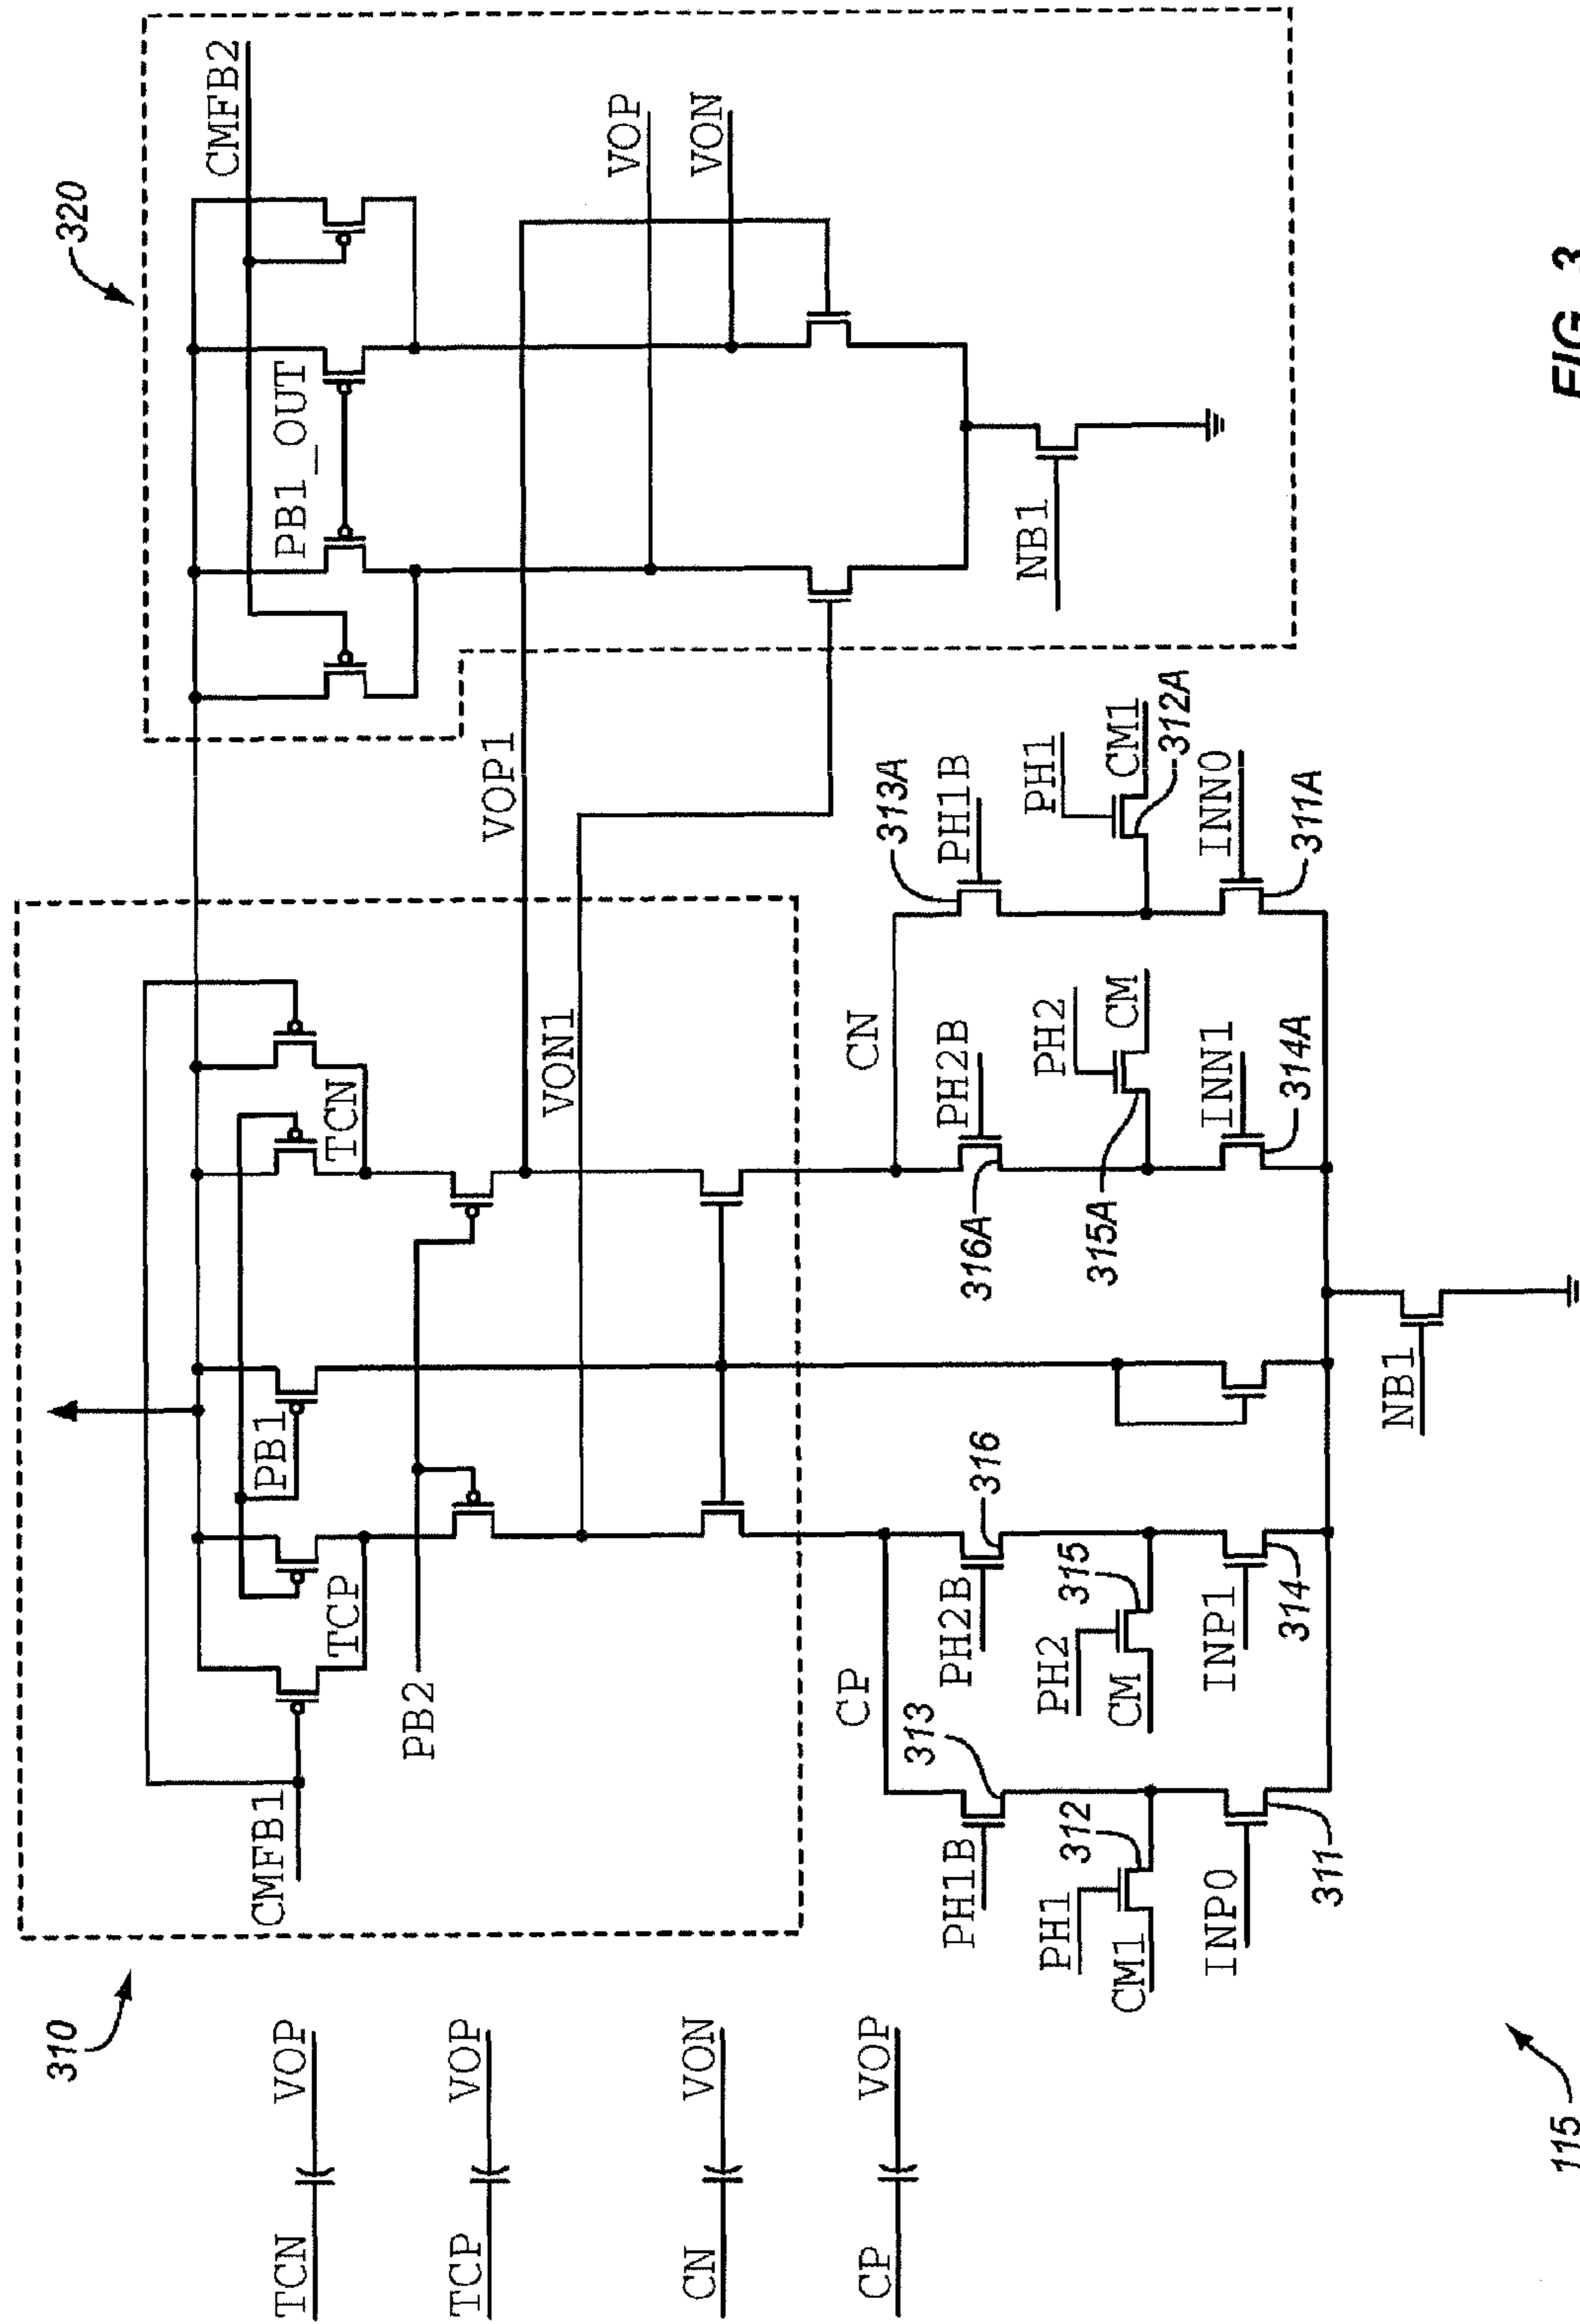 320
CMFB2
PB1_OUT
VOP
VON
NB1
310
CMFB1
TCP
PB1
TCN
PB2
VOP1
VON1
TCN VOP
TCP VOP
CN VON
CP VOP
CP
CN
PH1B
313
PH2B
316
PH2B
316A
313A
PH1B
PH1
312
CM1
PH2
315
CM
PH2
315A
CM
PH1
CM1
312A
INP0
311
INP1
314
INN1
314A
INN0
311A
NB1
115
FIG. 3